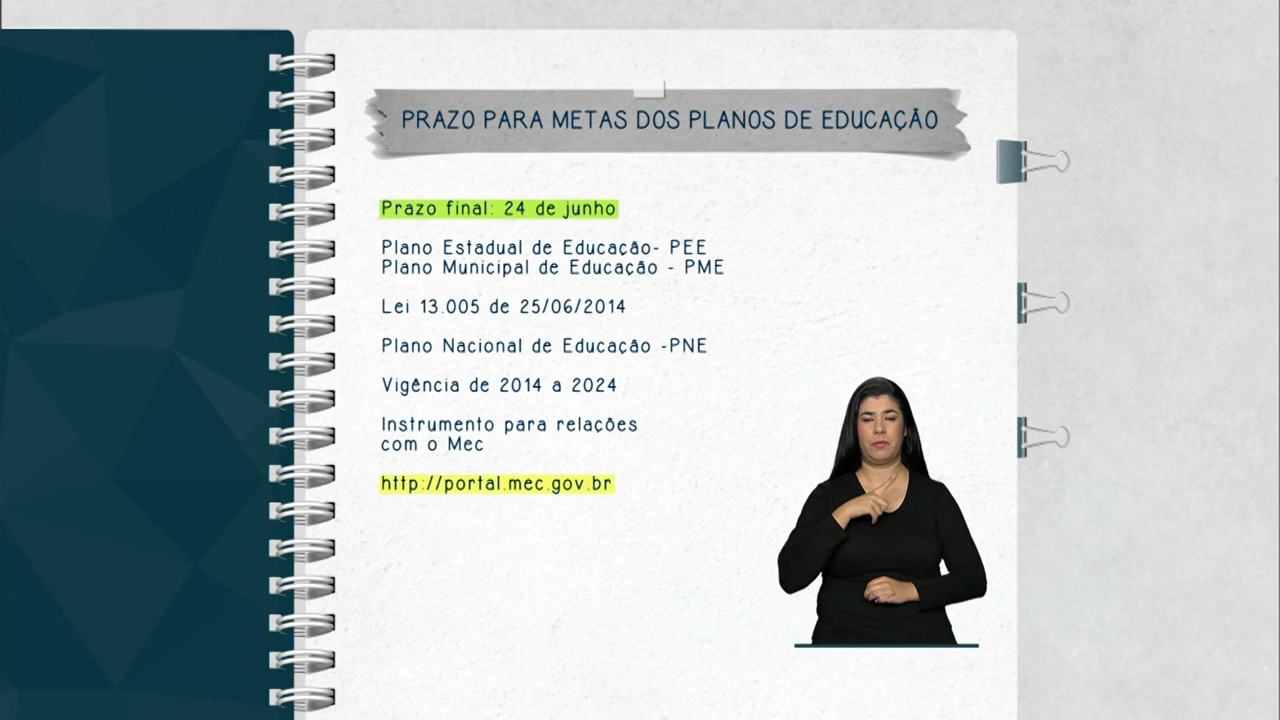 PRAZO PARA METAS DOS PLANOS DE EDUCAÇÃO
Prazo final: 24 de junho
Plano Estadual de Educação- PEE
Plano Municipal de Educação - PME
Lei 13.005 de 25/06/2014
Plano Nacional de Educação -PNE
Vigência de 2014 a 2024
Instrumento para relações
com o Mec
http://portal.mec.gov.br